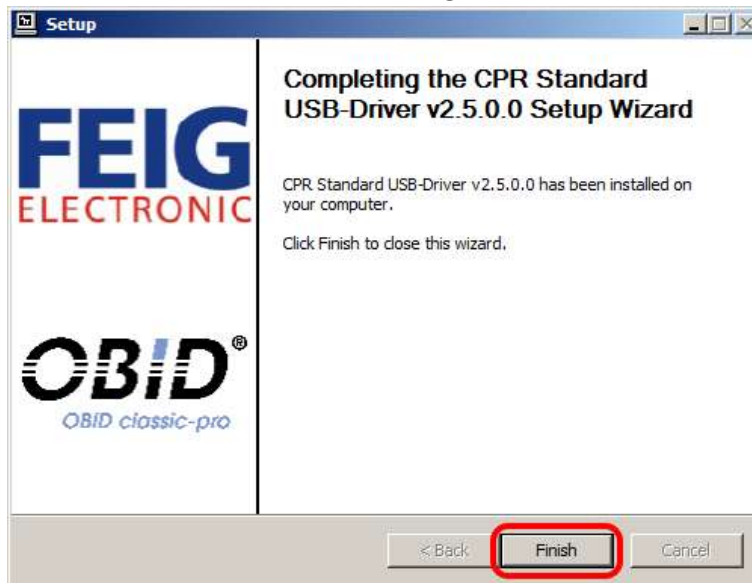 Setup
FEIG
ELECTRONIC
OBID®
OBID classic-pro
Completing the CPR Standard
USB-Driver v2.5.0.0 Setup Wizard
CPR Standard USB-Driver v2.5.0.0 has been installed on
your computer.
Click Finish to close this wizard.
< Back
Finish
Cancel